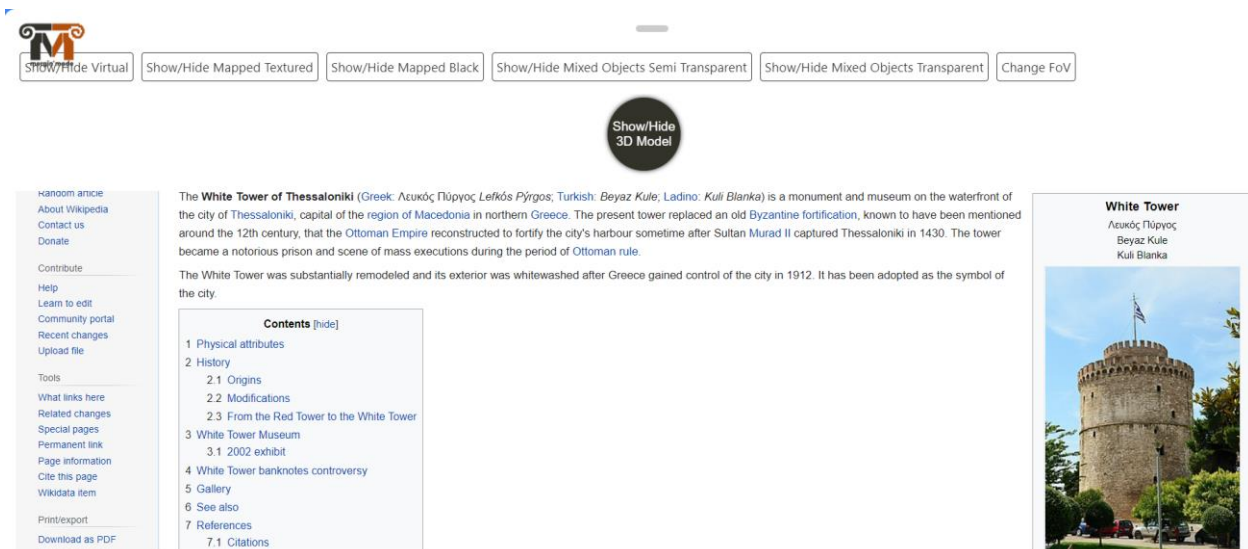 Show/Hide Virtual
Show/Hide Mapped Textured
Show/Hide Mapped Black
Show/Hide Mixed Objects Semi Transparent
Show/Hide Mixed Objects Transparent
Change FoV
Show/Hide
3D Model
Random article
About Wikipedia
Contact us
Donate
Contribute
Help
Learn to edit
Community portal
Recent changes
Upload file
Tools
What links here
Related changes
Special pages
Permanent link
Page information
Cite this page
Wikidata item
Print/export
Download as PDF
The White Tower of Thessaloniki (Greek: Λευκός Πύργος Lefkós Pýrgos; Turkish: Beyaz Kule; Ladino: Kuli Blanka) is a monument and museum on the waterfront of
the city of Thessaloniki, capital of the region of Macedonia in northern Greece. The present tower replaced an old Byzantine fortification, known to have been mentioned
around the 12th century, that the Ottoman Empire reconstructed to fortify the city's harbour sometime after Sultan Murad II captured Thessaloniki in 1430. The tower
became a notorious prison and scene of mass executions during the period of Ottoman rule.
The White Tower was substantially remodeled and its exterior was whitewashed after Greece gained control of the city in 1912. It has been adopted as the symbol of
the city.
Contents [hide]
1 Physical attributes
2 History
2.1 Origins
2.2 Modifications
2.3 From the Red Tower to the White Tower
3 White Tower Museum
3.1 2002 exhibit
4 White Tower banknotes controversy
5 Gallery
6 See also
7 References
7.1 Citations
White Tower
Λευκός Πύργος
Beyaz Kule
Kuli Blanka